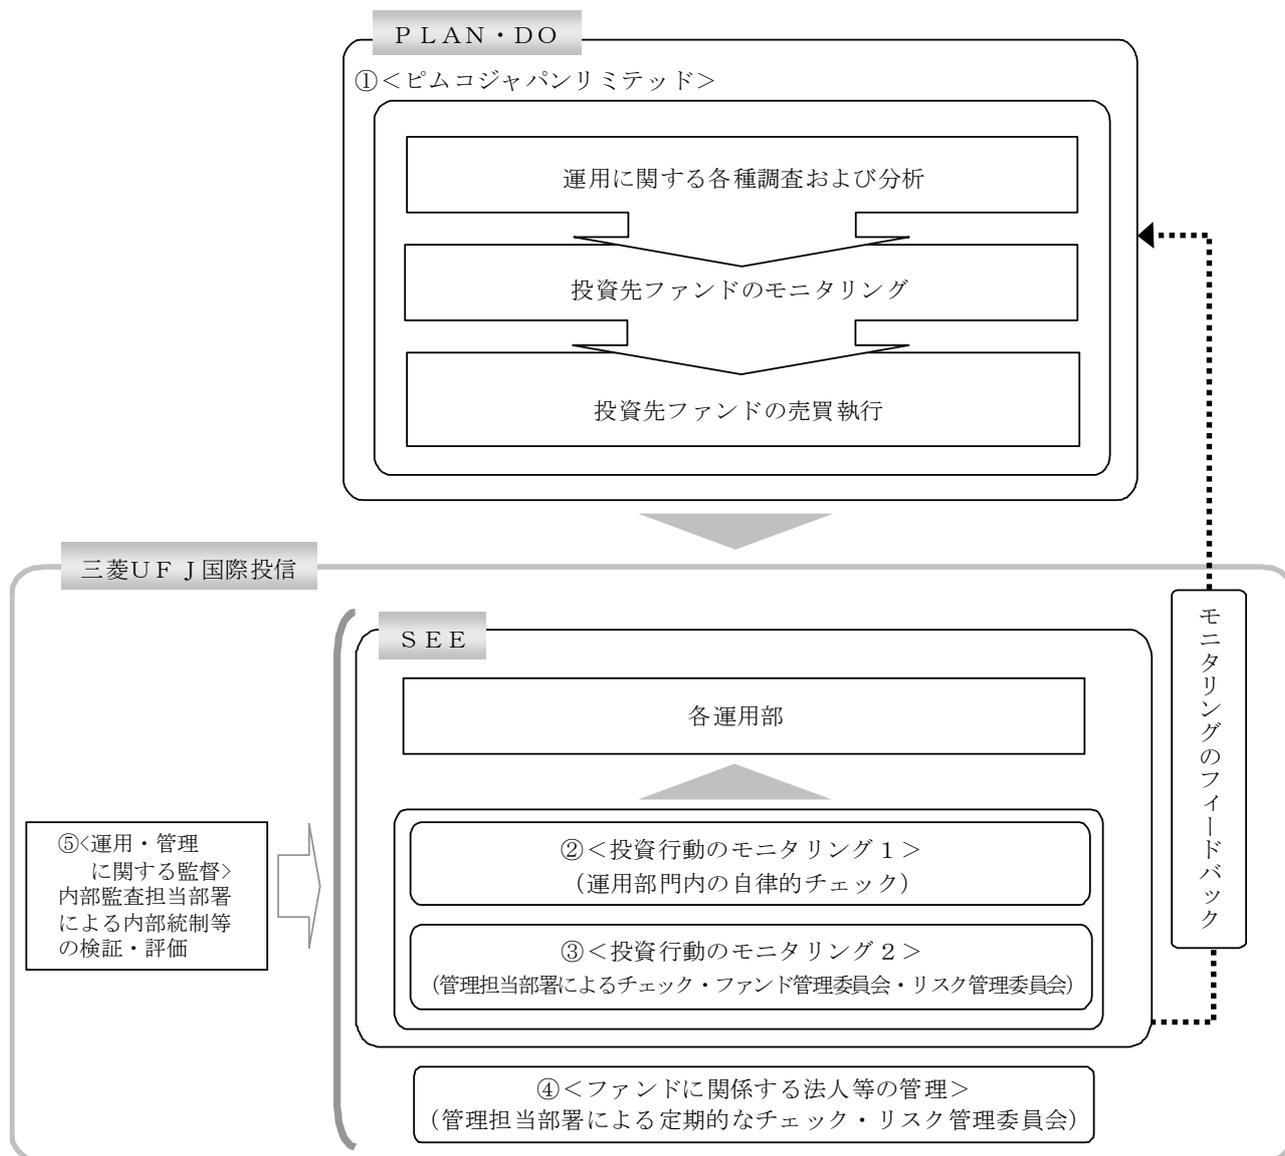 ＰＬＡＮ・ＤＯ
①＜ピムコジャパンリミテッド＞
運用に関する各種調査および分析
投資先ファンドのモニタリング
投資先ファンドの売買執行
三菱ＵＦＪ国際投信
ＳＥＥ
各運用部
②＜投資行動のモニタリング１＞
（運用部門内の自律的チェック）
③＜投資行動のモニタリング２＞
（管理担当部署によるチェック・ファンド管理委員会・リスク管理委員会）
④＜ファンドに関係する法人等の管理＞
（管理担当部署による定期的なチェック・リスク管理委員会）
⑤<運用・管理
に関する監督>
内部監査担当部署
による内部統制等
の検証・評価
モニタリングのフィードバック